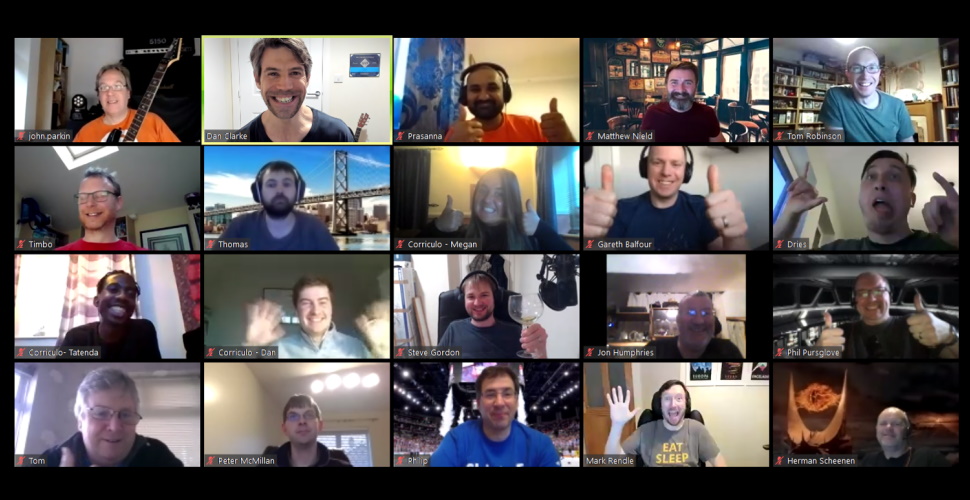 5150
john.parkin
Dan Clarke
Prasanna
Matthew Nield
Tom Robinson
Timbo
Thomas
Corriculo - Megan
Gareth Balfour
Dries
Corriculo- Tatenda
Corriculo - Dan
Steve Gordon
Jon Humphries
Phil Pursglove
Tom
Peter McMillan
Philip
Mark Rendle
EAT
SLEEP
Herman Scheenen